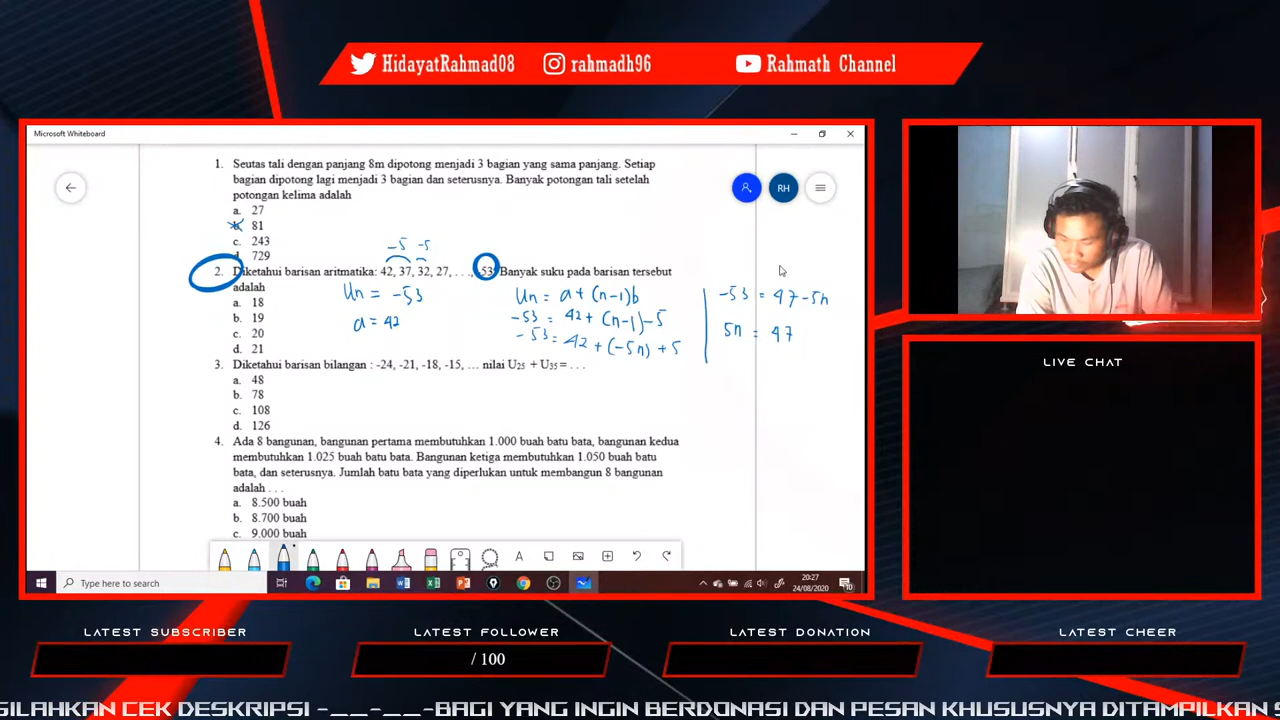 HidayatRahmad08 rahmadh96 Rahmath Channel
Microsoft Whiteboard
RH
1. Seutas tali dengan panjang 8m dipotong menjadi 3 bagian yang sama panjang. Setiap
bagian dipotong lagi menjadi 3 bagian dan seterusnya. Banyak potongan tali setelah
potongan kelima adalah
a. 27
b. 81
c. 243
d. 729
-5 -5
2. Diketahui barisan aritmatika: 42, 37, 32, 27, . . ., -53. Banyak suku pada barisan tersebut
adalah
a. 18
b. 19
c. 20
d. 21
Un = -53
a = 42
Un = a + (n-1)b
-53 = 42 + (n-1)-5
-53 = 42 + (-5n) + 5
-53 = 47-5n
5n = 47
3. Diketahui barisan bilangan : -24, -21, -18, -15, … nilai U25 + U35 = . . .
a. 48
b. 78
c. 108
d. 126
4. Ada 8 bangunan, bangunan pertama membutuhkan 1.000 buah batu bata, bangunan kedua
membutuhkan 1.025 buah batu bata. Bangunan ketiga membutuhkan 1.050 buah batu
bata, dan seterusnya. Jumlah batu bata yang diperlukan untuk membangun 8 bangunan
adalah . . .
a. 8.500 buah
b. 8.700 buah
c. 9.000 buah
Type here to search
20:27
24/08/2020
LIVE CHAT
LATEST SUBSCRIBER LATEST FOLLOWER LATEST DONATION LATEST CHEER
/ 100
GILAHKAN CEK DESKRIPSI -__-__-BAGI YANG INGIN BERDONASI DAN PESAN KHUSUSNYA DITAMPILKAN S